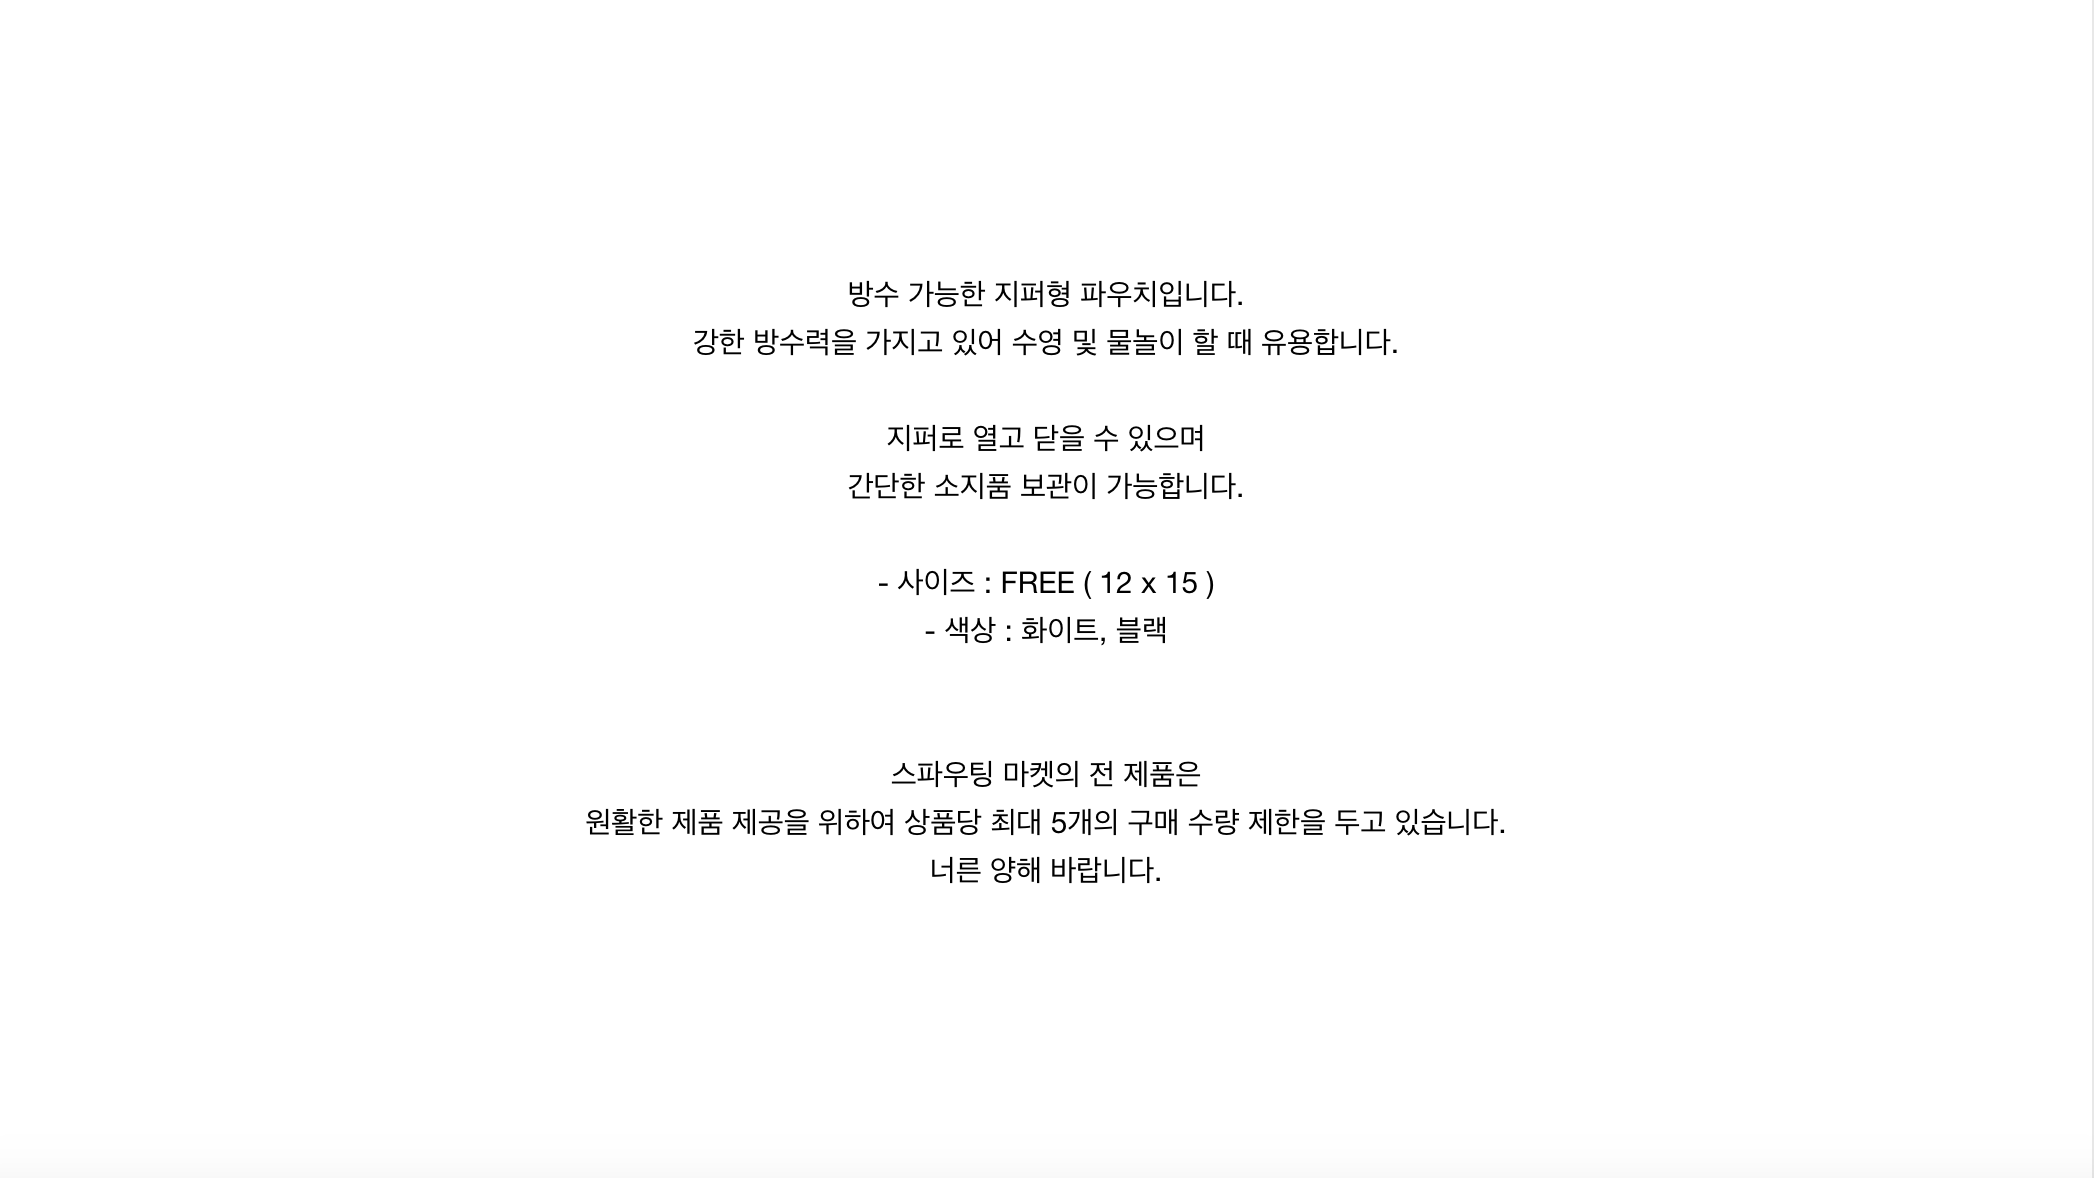 방수 가능한 지퍼형 파우치입니다.
강한 방수력을 가지고 있어 수영 및 물놀이 할 때 유용합니다.
지퍼로 열고 닫을 수 있으며
간단한 소지품 보관이 가능합니다.
- 사이즈 : FREE ( 12 x 15 )
- 색상 : 화이트, 블랙
스파우팅 마켓의 전 제품은
원활한 제품 제공을 위하여 상품당 최대 5개의 구매 수량 제한을 두고 있습니다.
너른 양해 바랍니다.